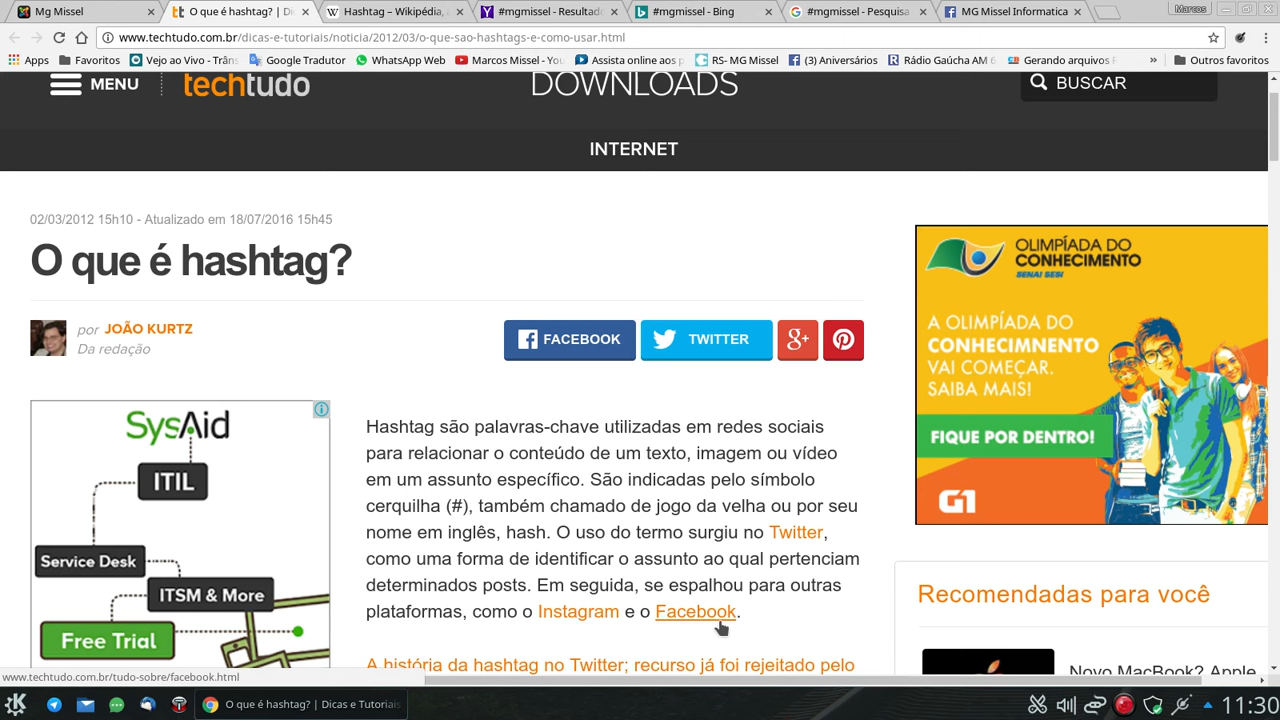 Mg Missel
O que é hashtag? | Di
Hashtag – Wikipédia,
#mgmissel - Resultad
#mgmissel - Bing
#mgmissel - Pesquisa
MG Missel Informatica
Marcos
www.techtudo.com.br/dicas-e-tutoriais/noticia/2012/03/o-que-sao-hashtags-e-como-usar.html
Apps
Favoritos
Vejo ao Vivo - Trâns
Google Tradutor
WhatsApp Web
Marcos Missel - You
Assista online aos p
RS- MG Missel
(3) Aniversários
Rádio Gaúcha AM 6
Gerando arquivos
»
Outros favoritos
MENU
techtudo
DOWNLOADS
BUSCAR
INTERNET
02/03/2012 15h10 - Atualizado em 18/07/2016 15h45
O que é hashtag?
por JOÃO KURTZ
Da redação
FACEBOOK
TWITTER
g+
SysAid
ITIL
Service Desk
ITSM & More
Free Trial
Hashtag são palavras-chave utilizadas em redes sociais
para relacionar o conteúdo de um texto, imagem ou vídeo
em um assunto específico. São indicadas pelo símbolo
cerquilha (#), também chamado de jogo da velha ou por seu
nome em inglês, hash. O uso do termo surgiu no Twitter,
como uma forma de identificar o assunto ao qual pertenciam
determinados posts. Em seguida, se espalhou para outras
plataformas, como o Instagram e o Facebook.
A história da hashtag no Twitter; recurso já foi rejeitado pelo
OLIMPÍADA DO
CONHECIMENTO
SENAI SESI
A OLIMPÍADA DO
CONHECIMNENTO
VAI COMEÇAR.
SAIBA MAIS!
FIQUE POR DENTRO!
G1
Recomendadas para você
Novo MacBook? Apple
www.techtudo.com.br/tudo-sobre/facebook.html
O que é hashtag? | Dicas e Tutoriais
11:30